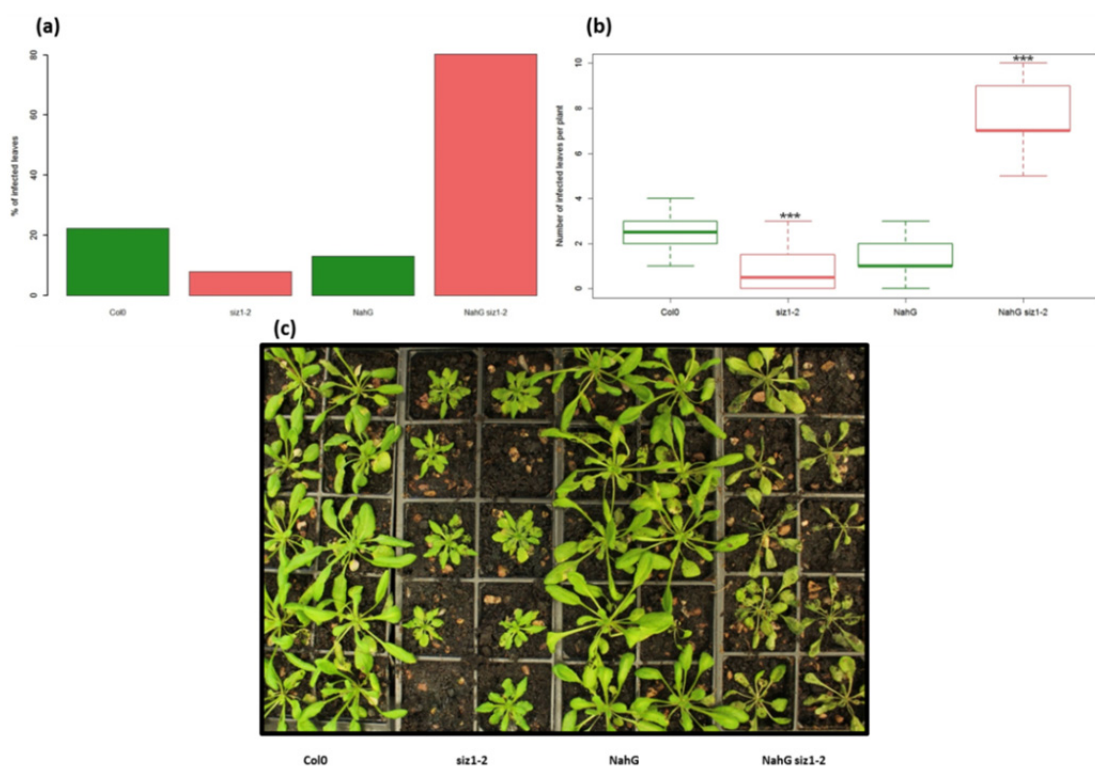 (a)
% of infected leaves
0
20
40
60
80
Col0
siz1-2
NahG
NahG siz1-2
(b)
Number of infected leaves per plant
0
2
4
6
8
10
***
***
Col0
siz1-2
NahG
NahG siz1-2
(c)
Col0
siz1-2
NahG
NahG siz1-2